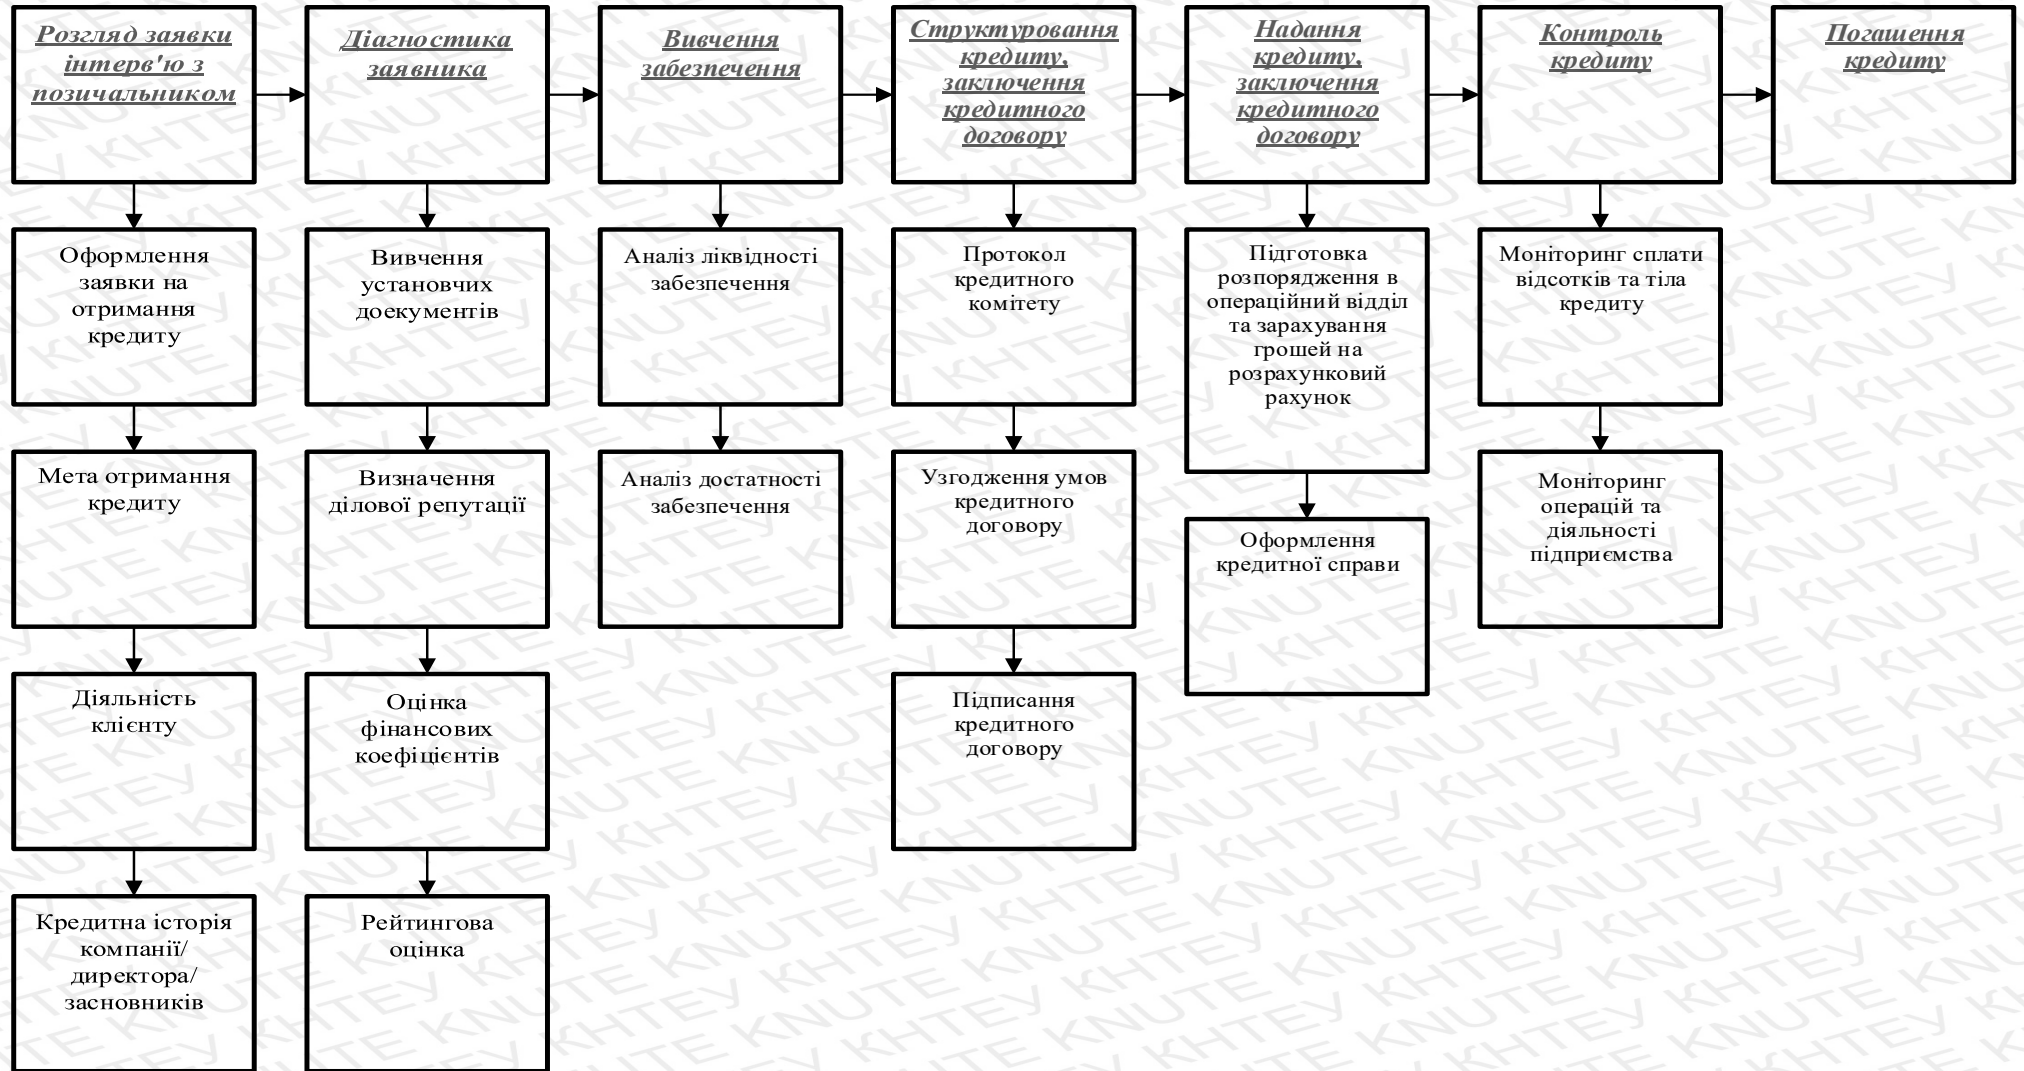 Розгляд заявки
інтерв'ю з
позичальником
Діагностика
заявника
Вивчення
забезпечення
Структуровання
кредиту,
заключення
кредитного
договору
Надання
кредиту,
заключення
кредитного
договору
Контроль
кредиту
Погашення
кредиту
Оформлення
заявки на
отримання
кредиту
Вивчення
установчих
доекументів
Аналіз ліквідності
забезпечення
Протокол
кредитного
комітету
Підготовка
розпорядження в
операційний відділ
та зарахування
грошей на
розрахунковий
рахунок
Моніторинг сплати
відсотків та тіла
кредиту
Мета отримання
кредиту
Визначення
ділової репутації
Аналіз достатності
забезпечення
Узгодження умов
кредитного
договору
Оформлення
кредитної справи
Моніторинг
операцій та
діяльності
підприємства
Діяльність
клієнту
Оцінка
фінансових
коефіцієнтів
Підписання
кредитного
договору
Кредитна історія
компанії/
директора/
засновників
Рейтингова
оцінка